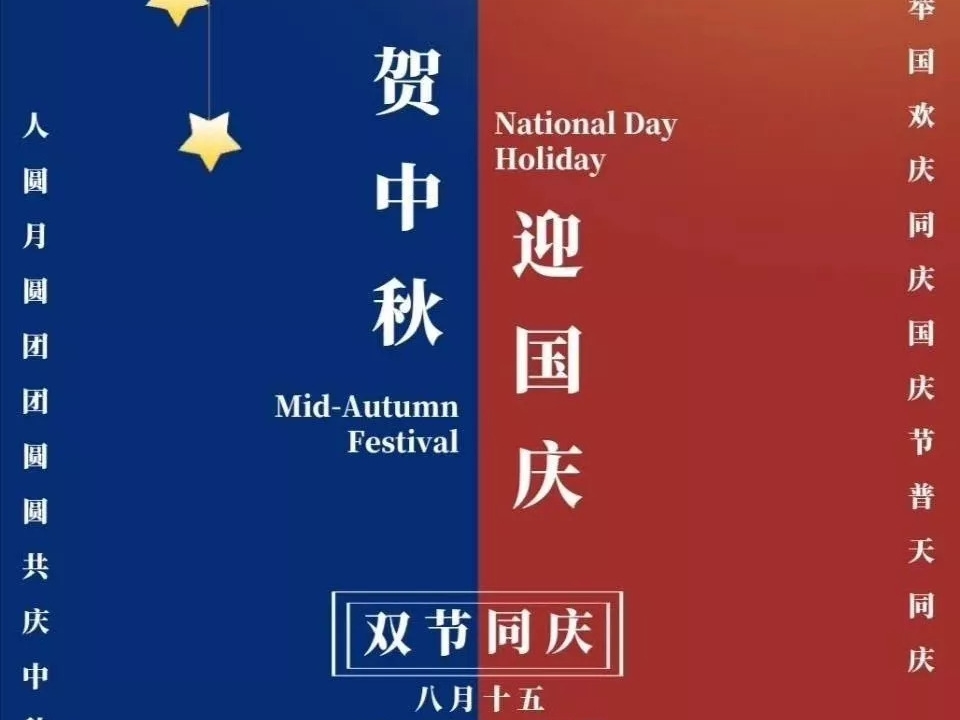 人圆月圆团团圆圆共庆中
贺中秋
Mid-Autumn
Festival
National Day
Holiday
迎国庆
举国欢庆同庆国庆节普天同庆
双节同庆
八月十五